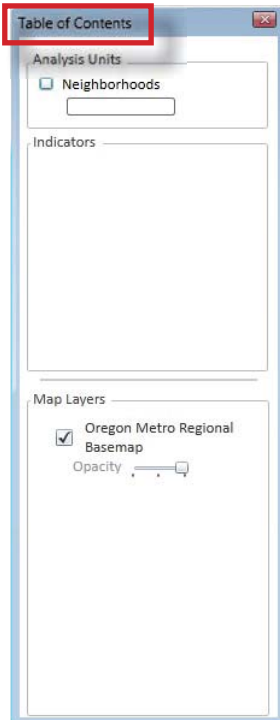 Table of Contents
Analysis Units
Neighborhoods
Indicators
Map Layers
Oregon Metro Regional
Basemap
Opacity